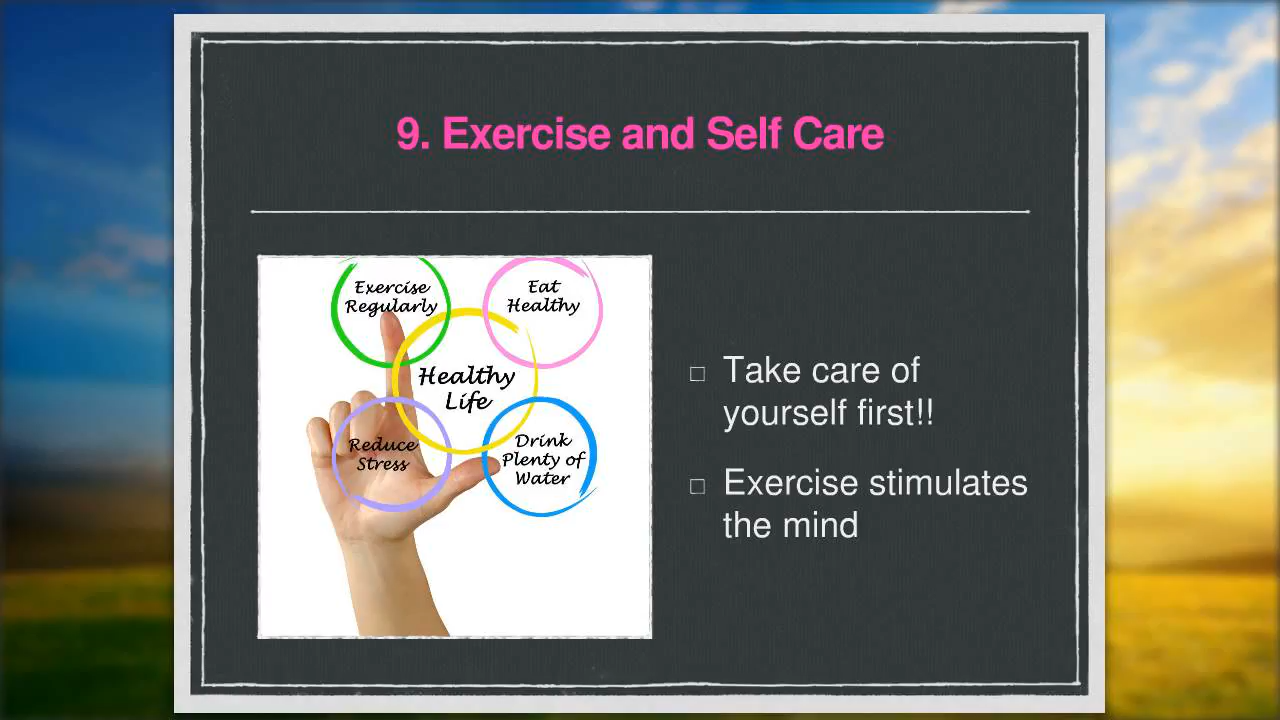 9. Exercise and Self Care
Exercise
Regularly
Eat
Healthy
Healthy
Life
Reduce
Stress
Drink
Plenty of
Water
Take care of
yourself first!!
Exercise stimulates
the mind